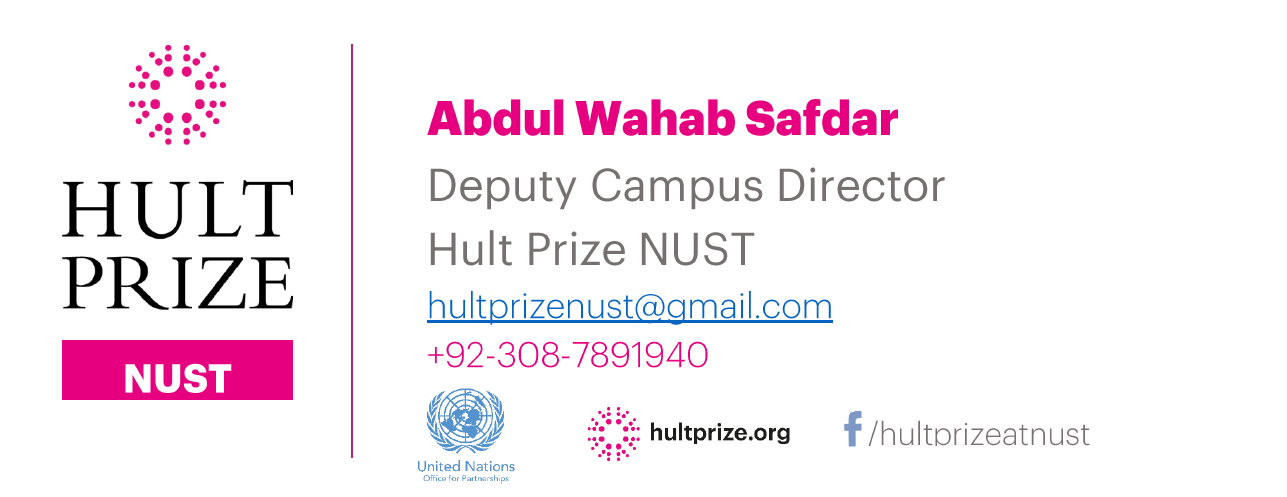 HULT
PRIZE
NUST
Abdul Wahab Safdar
Deputy Campus Director
Hult Prize NUST
hultprizenust@gmail.com
+92-308-7891940
United Nations
Office for Partnerships
hultprize.org
f/hultprizeatnust